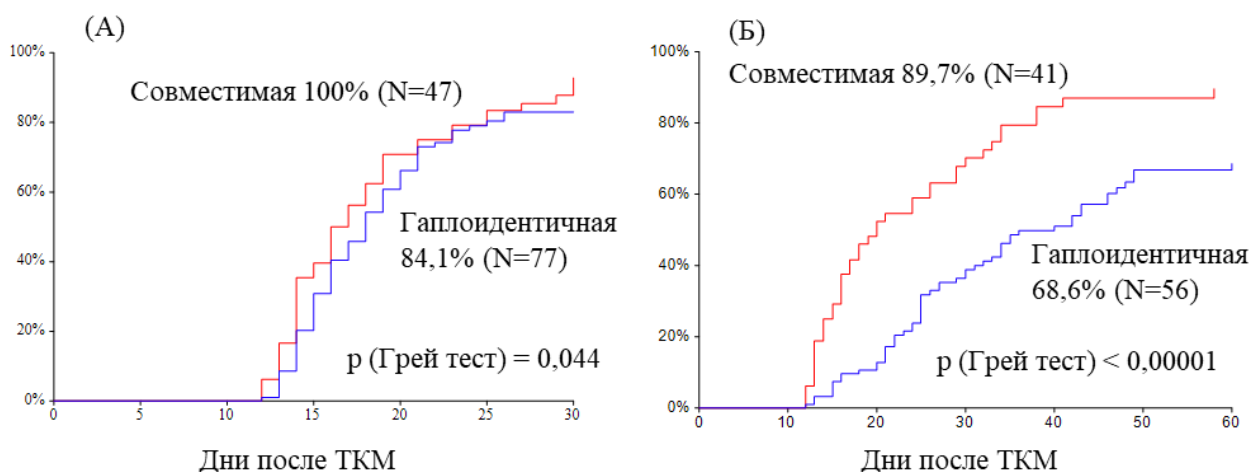 (А)
100%
80%
60%
40%
20%
0%
Совместимая 100% (N=47)
Гаплоидентичная
84,1% (N=77)
p (Грей тест) = 0,044
0 5 10 15 20 25 30
Дни после ТКМ
(Б)
100%
80%
60%
40%
20%
0%
Совместимая 89,7% (N=41)
Гаплоидентичная
68,6% (N=56)
p (Грей тест) < 0,00001
0 10 20 30 40 50 60
Дни после ТКМ